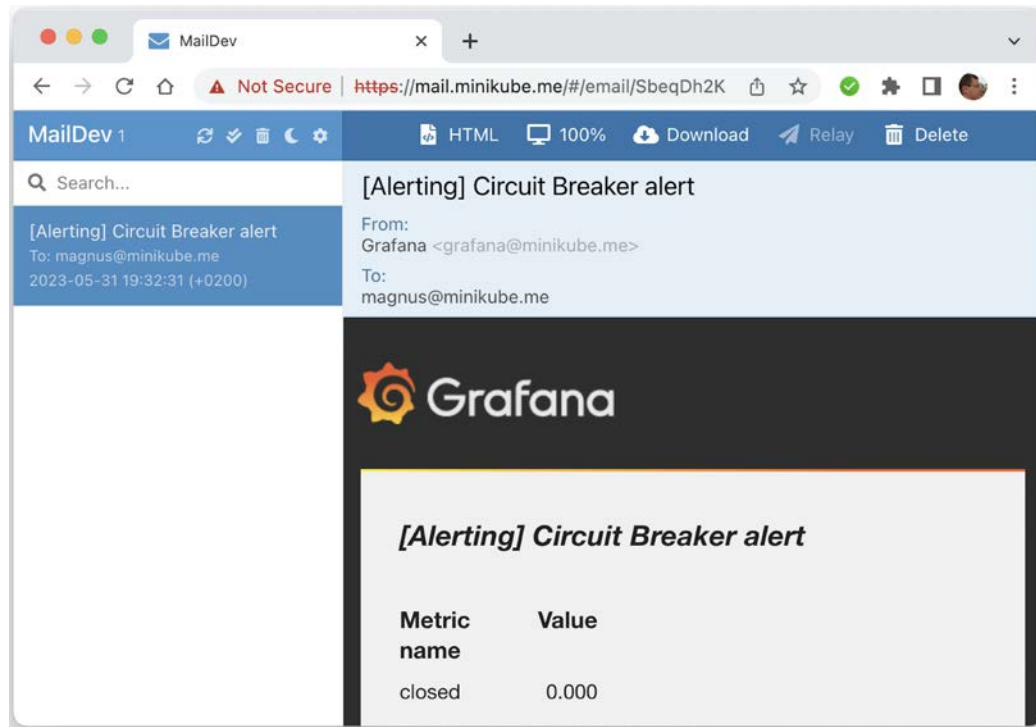 MailDev
Not Secure https://mail.minikube.me/#/email/SbeqDh2K
MailDev 1
HTML 100% Download Relay Delete
Search...
[Alerting] Circuit Breaker alert
To: magnus@minikube.me
2023-05-31 19:32:31 (+0200)
[Alerting] Circuit Breaker alert
From:
Grafana <grafana@minikube.me>
To:
magnus@minikube.me
Grafana
[Alerting] Circuit Breaker alert
Metric Value
name
closed 0.000